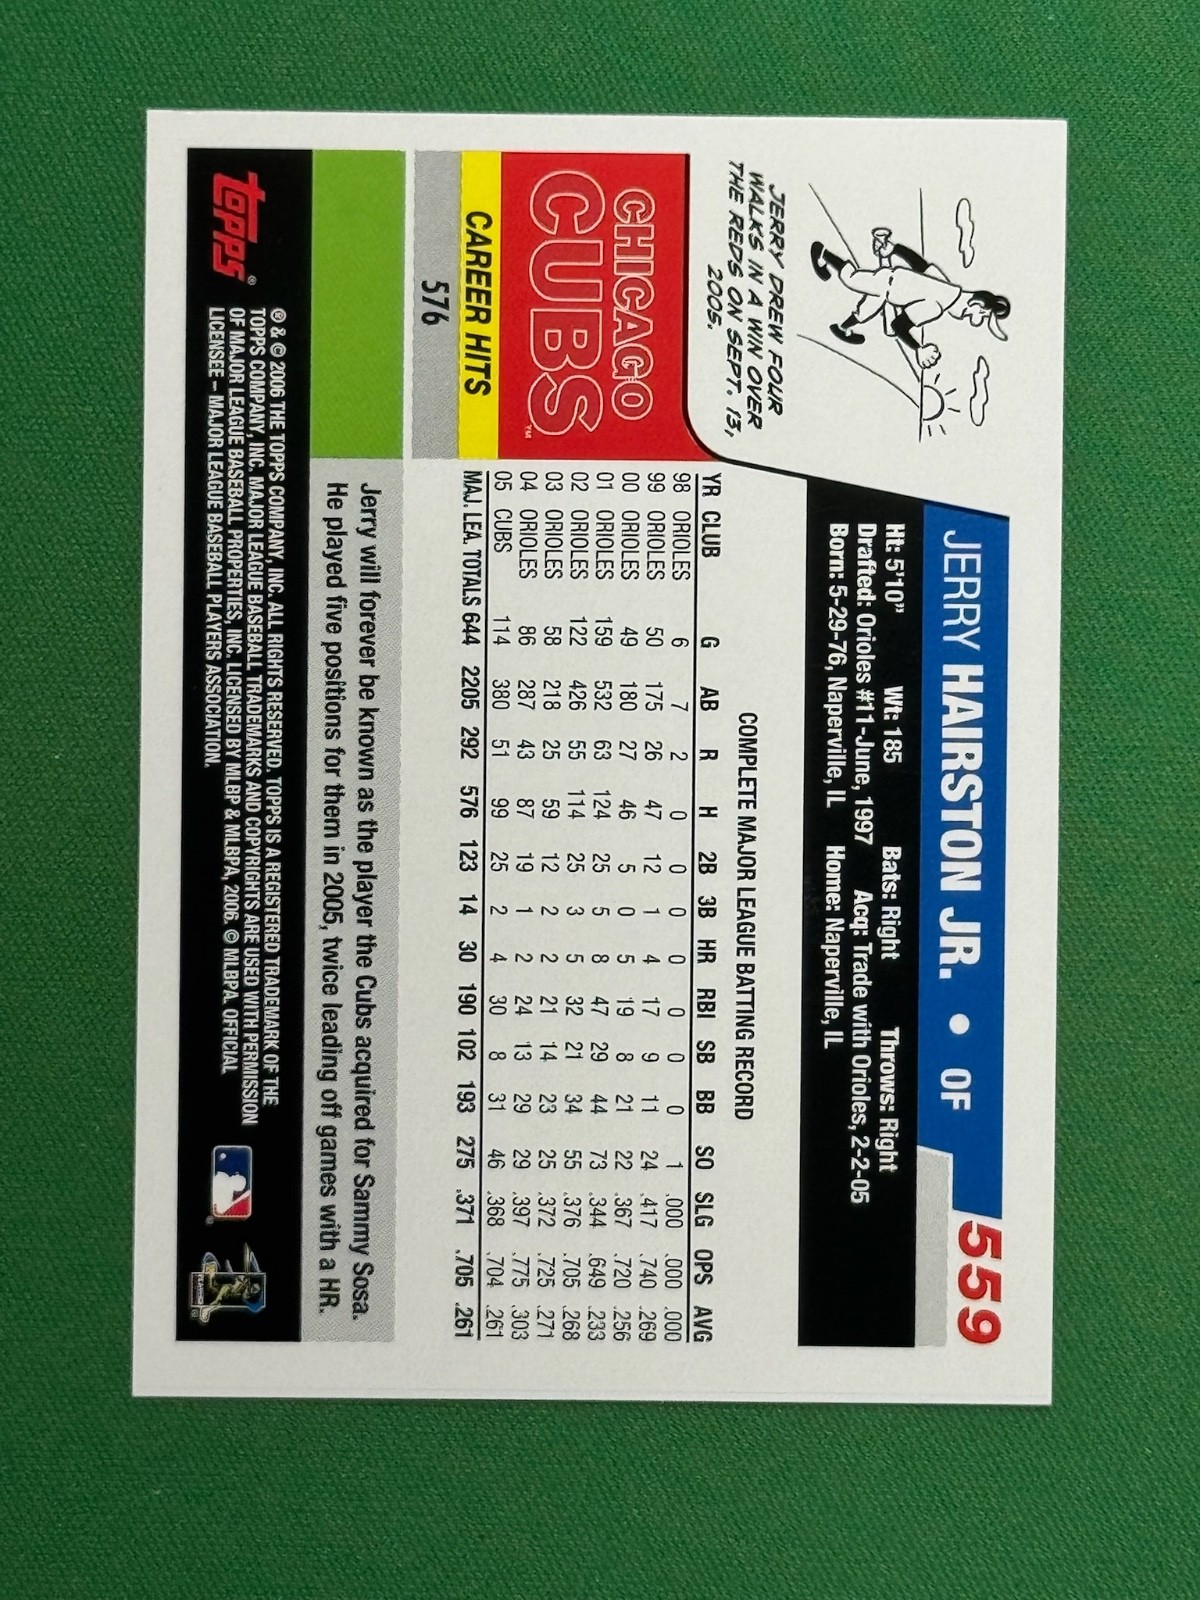 JERRY DREW FOUR
WALKS IN A WIN OVER
THE REDS ON SEPT. 13,
2005.
JERRY HAIRSTON JR. • OF
559
Ht: 5'10" Wt: 185 Bats: Right Throws: Right
Drafted: Orioles #11-June, 1997 Acq: Trade with Orioles, 2-2-05
Born: 5-29-76, Naperville, IL Home: Naperville, IL
CHICAGO
CUBS™
CAREER HITS
576
COMPLETE MAJOR LEAGUE BATTING RECORD
YR CLUB G AB R H 2B 3B HR RBI SB BB SO SLG OPS AVG
98 ORIOLES 6 7 2 0 0 0 0 0 0 0 1 .000 .000 .000
99 ORIOLES 50 175 26 47 12 1 4 17 9 11 24 .417 .740 .269
00 ORIOLES 49 180 27 46 5 0 5 19 8 21 22 .367 .720 .256
01 ORIOLES 159 532 63 124 25 5 8 47 29 44 73 .344 .649 .233
02 ORIOLES 122 426 55 114 25 3 5 32 21 34 55 .376 .705 .268
03 ORIOLES 58 218 25 59 12 2 2 21 14 23 25 .372 .725 .271
04 ORIOLES 86 287 43 87 19 1 2 24 13 29 29 .397 .775 .303
05 CUBS 114 380 51 99 25 2 4 30 8 31 46 .368 .704 .261
MAJ. LEA. TOTALS 644 2205 292 576 123 14 30 190 102 193 275 .371 .705 .261
Jerry will forever be known as the player the Cubs acquired for Sammy Sosa.
He played five positions for them in 2005, twice leading off games with a HR.
topps®
® & © 2006 THE TOPPS COMPANY, INC. ALL RIGHTS RESERVED. TOPPS IS A REGISTERED TRADEMARK OF THE
TOPPS COMPANY, INC. MAJOR LEAGUE BASEBALL TRADEMARKS AND COPYRIGHTS ARE USED WITH PERMISSION
OF MAJOR LEAGUE BASEBALL PROPERTIES, INC. LICENSED BY MLBP & MLBPA, 2006. © MLBPA. OFFICIAL
LICENSEE – MAJOR LEAGUE BASEBALL PLAYERS ASSOCIATION.